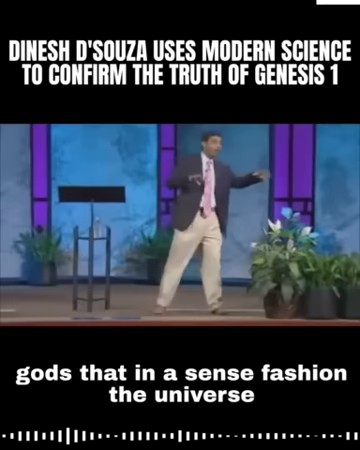 DINESH D'SOUZA USES MODERN SCIENCE
TO CONFIRM THE TRUTH OF GENESIS 1
gods that in a sense fashion
the universe